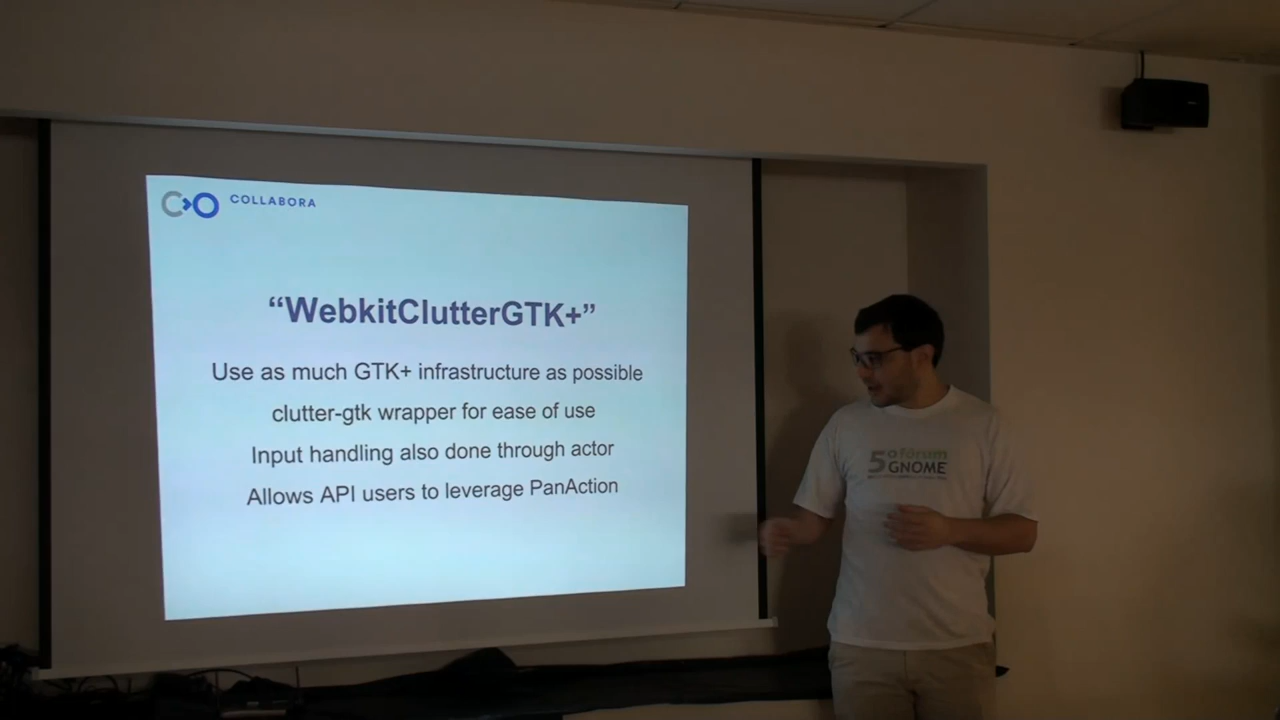 COLLABORA
“WebkitClutterGTK+”
Use as much GTK+ infrastructure as possible
clutter-gtk wrapper for ease of use
Input handling also done through actor
Allows API users to leverage PanAction
5º fórum
GNOME